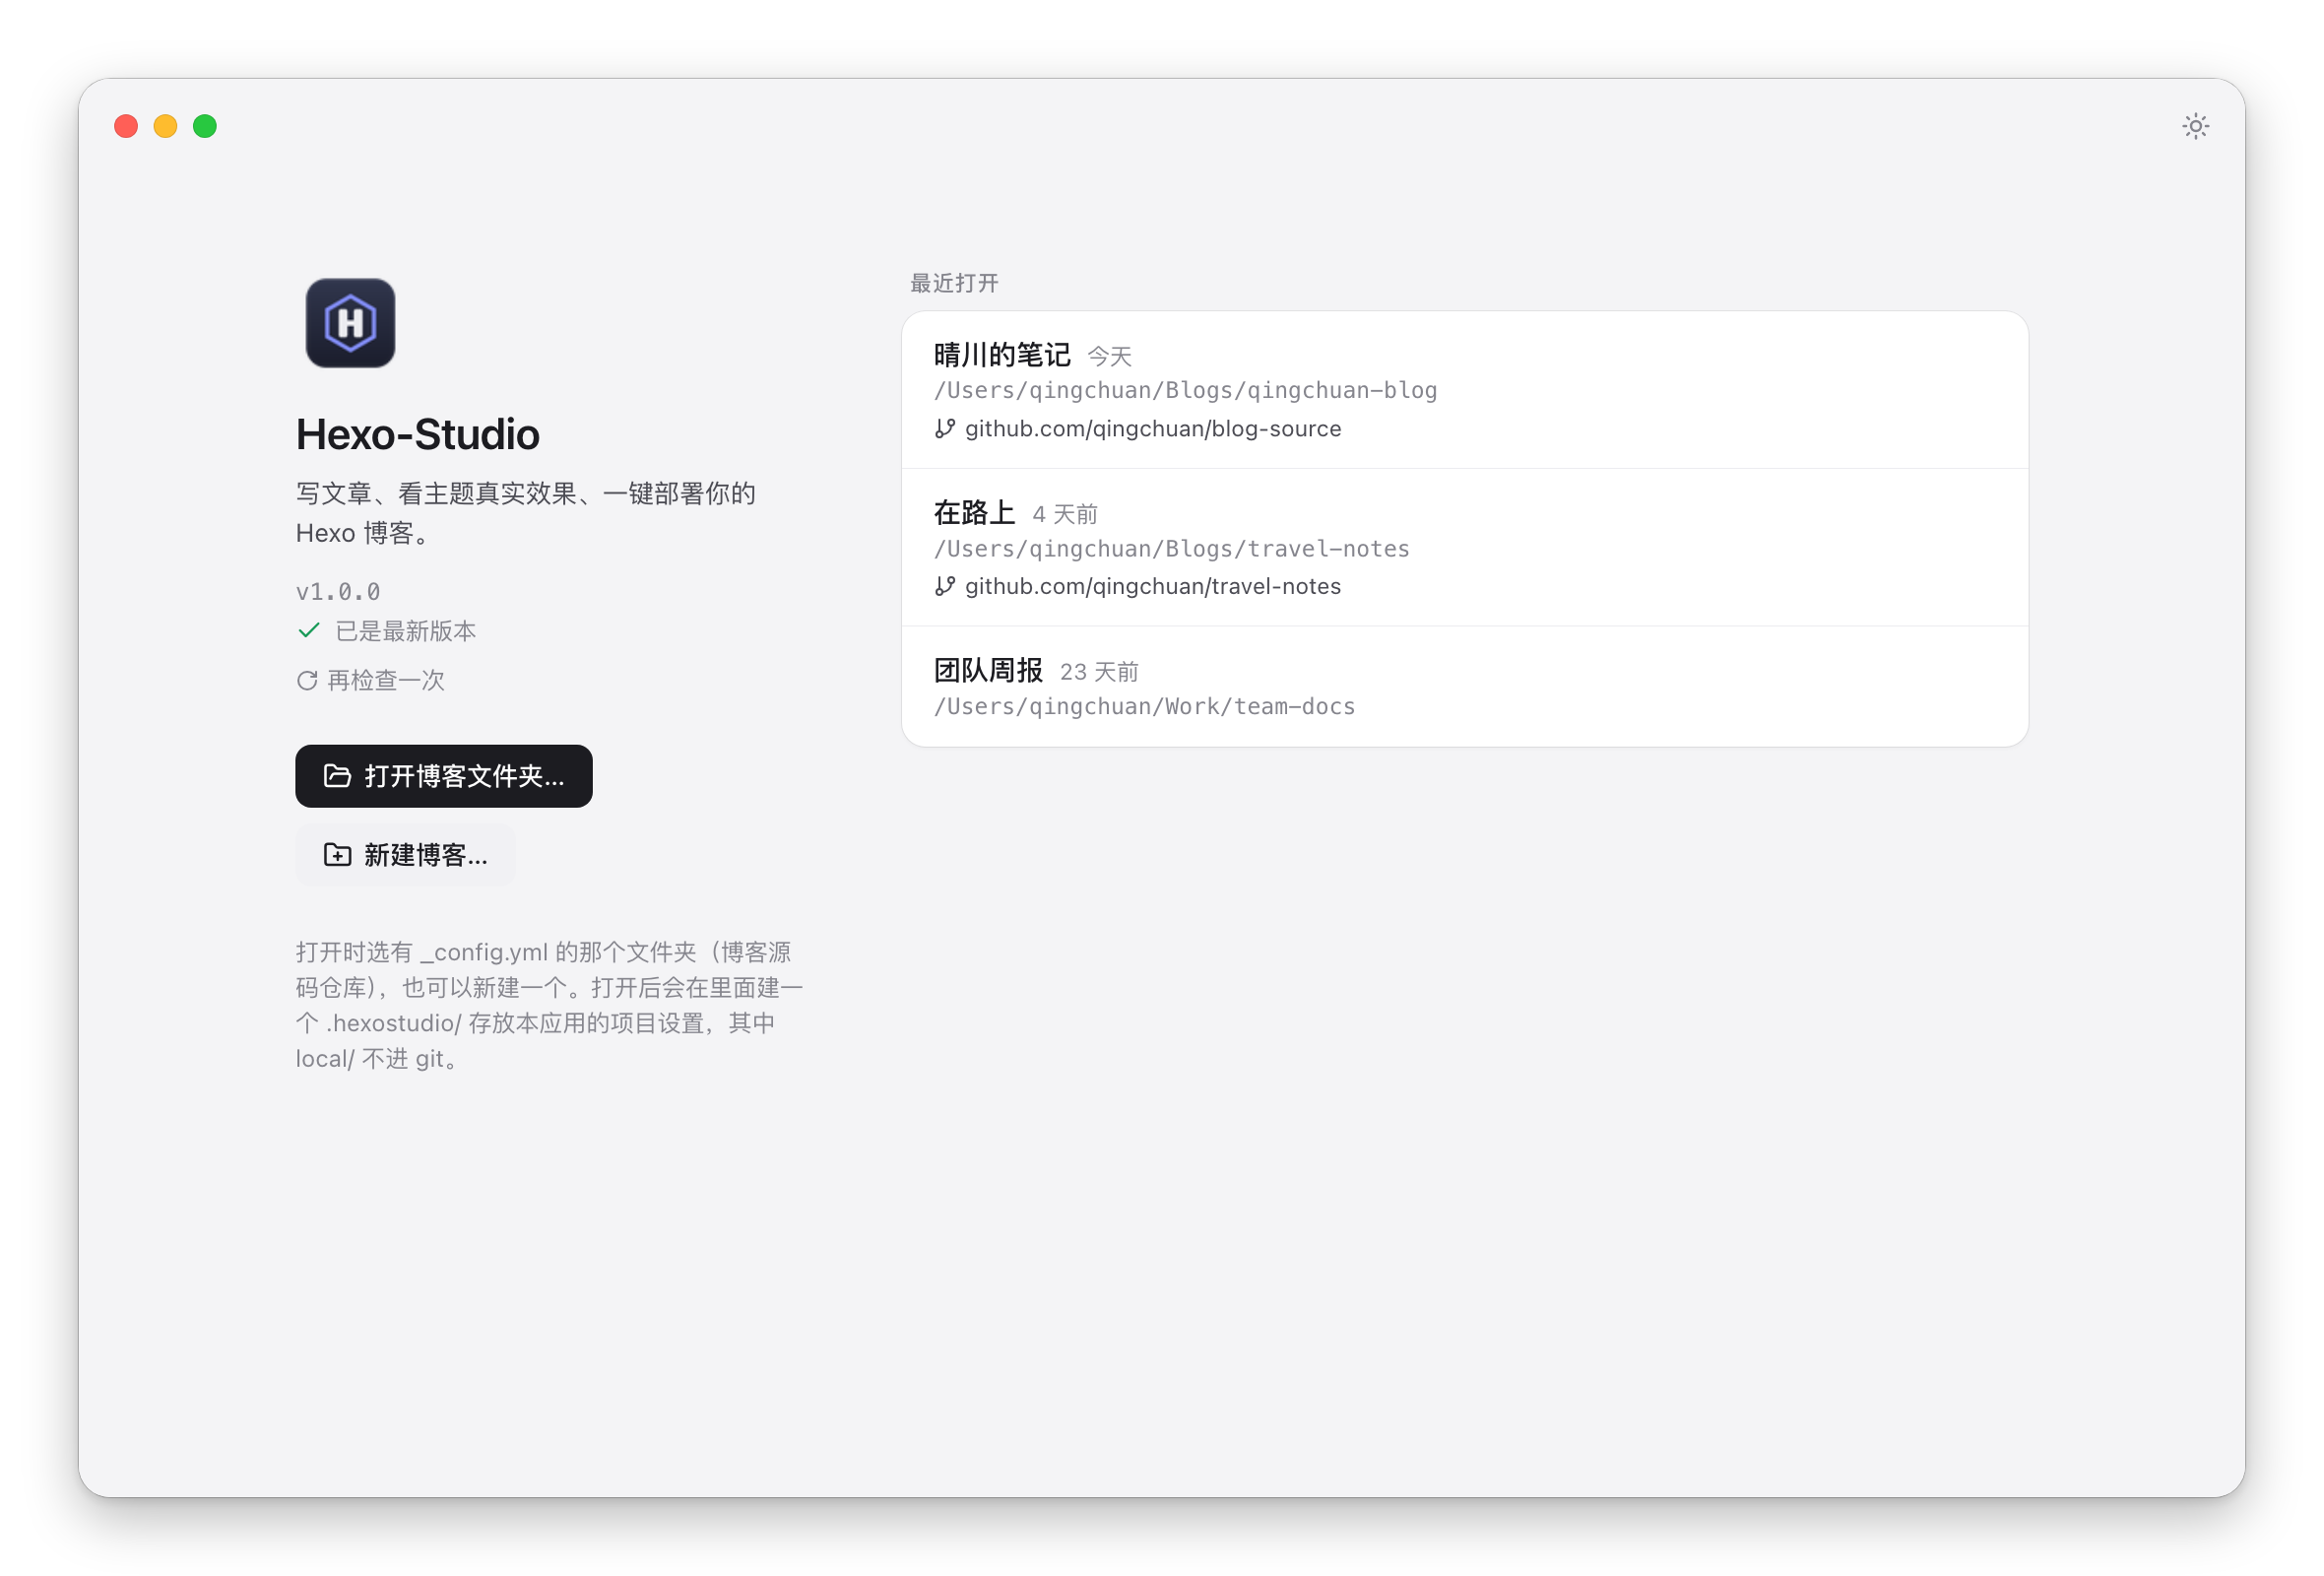 H
Hexo-Studio
写文章、看主题真实效果、一键部署你的
Hexo 博客。
v1.0.0
已是最新版本
再检查一次
打开博客文件夹...
新建博客...
打开时选有 _config.yml 的那个文件夹（博客源
码仓库），也可以新建一个。打开后会在里面建一
个 .hexostudio/ 存放本应用的项目设置，其中
local/ 不进 git。
最近打开
晴川的笔记 今天
/Users/qingchuan/Blogs/qingchuan-blog
github.com/qingchuan/blog-source
在路上 4 天前
/Users/qingchuan/Blogs/travel-notes
github.com/qingchuan/travel-notes
团队周报 23 天前
/Users/qingchuan/Work/team-docs